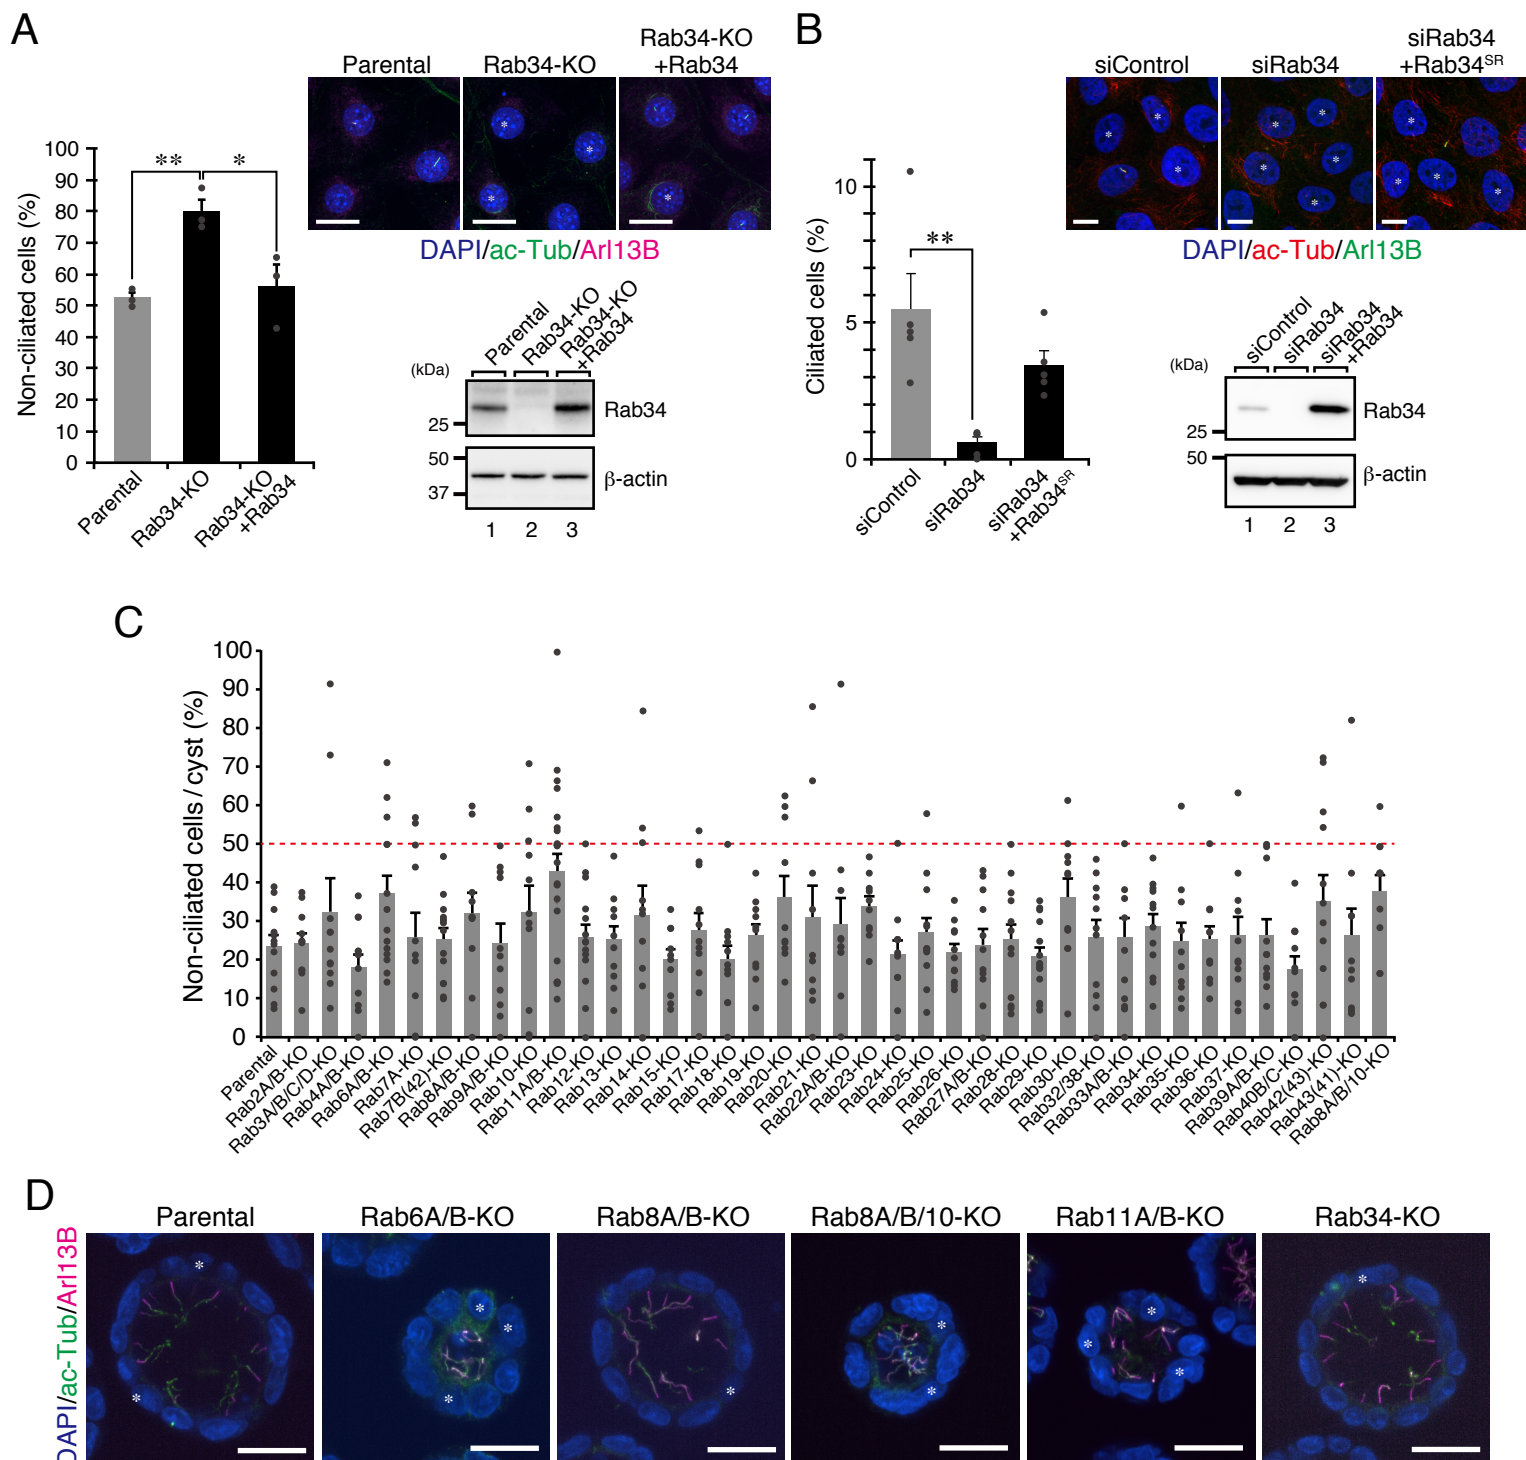 A
Parental
Rab34-KO
Rab34-KO
+Rab34
DAPI/ac-Tub/Arl13B
Non-ciliated cells (%)
100
90
80
70
60
50
40
30
20
10
0
**
*
Parental
Rab34-KO
Rab34-KO
+Rab34
Parental
Rab34-KO
Rab34-KO
+Rab34
(kDa)
25
50
37
Rab34
β-actin
1 2 3
B
siControl
siRab34
siRab34
+Rab34SR
DAPI/ac-Tub/Arl13B
Ciliated cells (%)
10
5
0
**
siControl
siRab34
siRab34
+Rab34SR
siControl
siRab34
siRab34
+Rab34
(kDa)
25
50
Rab34
β-actin
1 2 3
C
Non-ciliated cells / cyst (%)
100
90
80
70
60
50
40
30
20
10
0
Parental
Rab2A/B-KO
Rab3A/B/C/D-KO
Rab4A/B-KO
Rab6A/B-KO
Rab7A-KO
Rab7B(42)-KO
Rab8A/B-KO
Rab9A/B-KO
Rab10-KO
Rab11A/B-KO
Rab12-KO
Rab13-KO
Rab14-KO
Rab15-KO
Rab17-KO
Rab18-KO
Rab19-KO
Rab20-KO
Rab21-KO
Rab22A/B-KO
Rab23-KO
Rab24-KO
Rab25-KO
Rab26-KO
Rab27A/B-KO
Rab28-KO
Rab29-KO
Rab30-KO
Rab32/38-KO
Rab33A/B-KO
Rab34-KO
Rab35-KO
Rab36-KO
Rab37-KO
Rab39A/B-KO
Rab40B/C-KO
Rab42(43)-KO
Rab43(41)-KO
Rab8A/B/10-KO
D
DAPI/ac-Tub/Arl13B
Parental
Rab6A/B-KO
Rab8A/B-KO
Rab8A/B/10-KO
Rab11A/B-KO
Rab34-KO